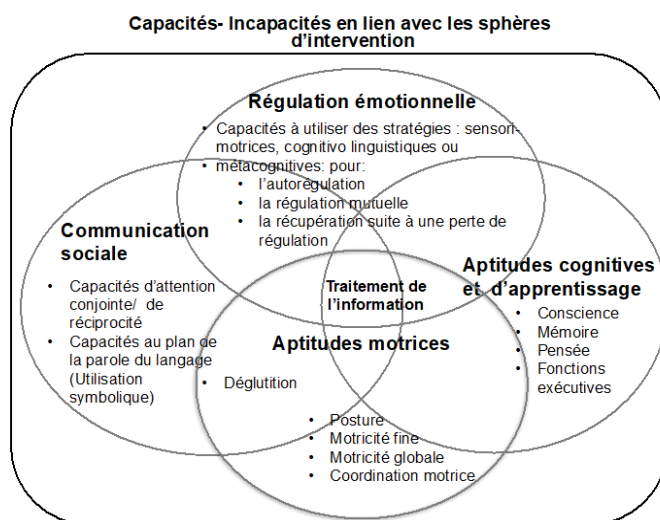 Capacités- Incapacités en lien avec les sphères
d'intervention
Régulation émotionnelle
• Capacités à utiliser des stratégies : sensori-
motrices, cognitivo linguistiques ou
• métacognitives: pour:
• l'autorégulation
• la régulation mutuelle
• la récupération suite à une perte de
régulation
Communication
sociale
• Capacités d'attention
conjointe/ de
réciprocité
• Capacités au plan de
la parole du langage
(Utilisation
symbolique)
Traitement de
l'information
Aptitudes cognitives
et d'apprentissage
• Conscience
• Mémoire
• Pensée
• Fonctions
exécutives
Aptitudes motrices
• Déglutition
• Posture
• Motricité fine
• Motricité globale
• Coordination motrice